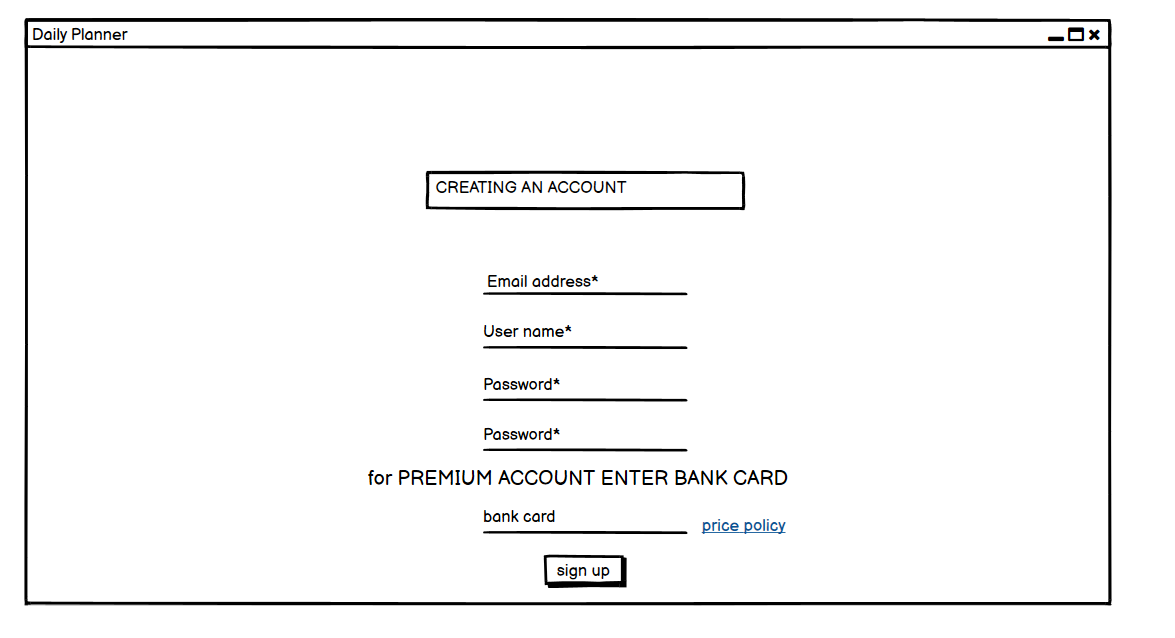 Daily Planner
CREATING AN ACCOUNT
Email address*
User name*
Password*
Password*
for PREMIUM ACCOUNT ENTER BANK CARD
bank card
price policy
sign up